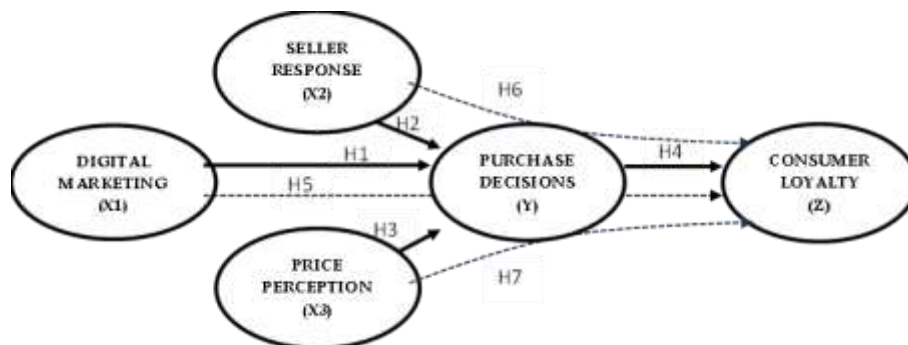 SELLER
RESPONSE
(X2)
H6
H2
DIGITAL
MARKETING
(X1)
H1
H5
PURCHASE
DECISIONS
(Y)
H4
CONSUMER
LOYALTY
(Z)
H3
PRICE
PERCEPTION
(X3)
H7